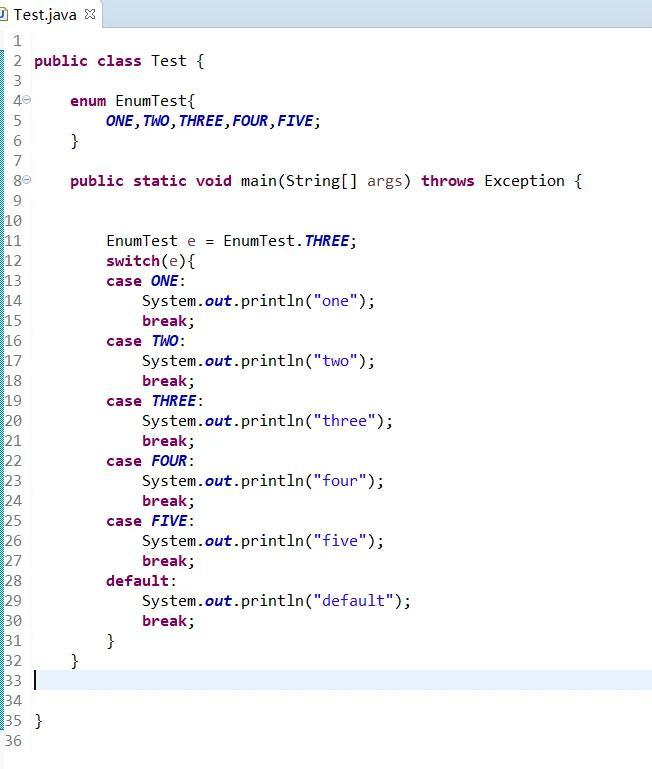 Test.java
1
2 public class Test {
3
4 enum EnumTest{
5 ONE,TWO,THREE,FOUR,FIVE;
6 }
7
8 public static void main(String[] args) throws Exception {
9
10
11 EnumTest e = EnumTest.THREE;
12 switch(e){
13 case ONE:
14 System.out.println("one");
15 break;
16 case TWO:
17 System.out.println("two");
18 break;
19 case THREE:
20 System.out.println("three");
21 break;
22 case FOUR:
23 System.out.println("four");
24 break;
25 case FIVE:
26 System.out.println("five");
27 break;
28 default:
29 System.out.println("default");
30 break;
31 }
32 }
33
34
35 }
36